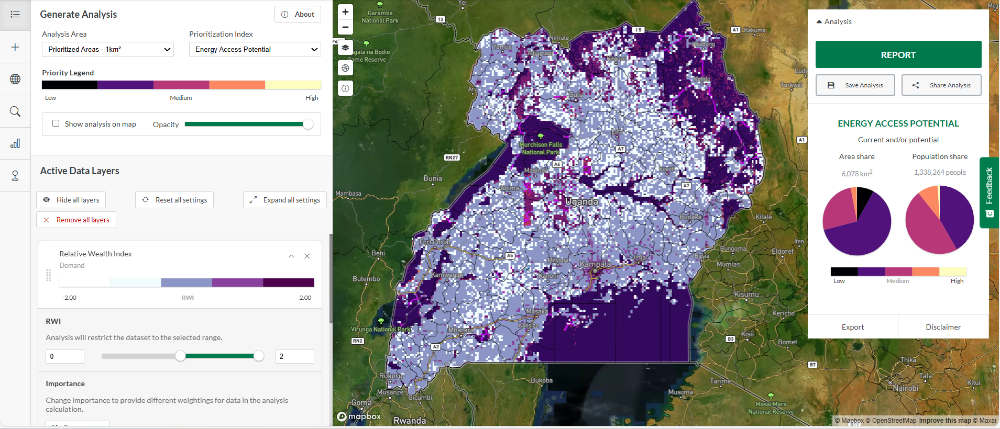 Generate Analysis
About
Analysis Area
Prioritization Index
Prioritized Areas - 1km²
Energy Access Potential
Priority Legend
Low
Medium
High
Show analysis on map
Opacity
Active Data Layers
Hide all layers
Reset all settings
Expand all settings
Remove all layers
Relative Wealth Index
Demand
-2.00
RWI
2.00
RWI
Analysis will restrict the dataset to the selected range.
0
2
Importance
Change importance to provide different weightings for data in the analysis
calculation.
Yei
Garamba
National Park
13
Nimule
I 5
A1
Kakuma
Game Reserve
Yumbe
Adjumani
Kitgum
Kaabong
Kotido
Turkwel
Aru
Gulu
Lira
Murchison Falls
National Park
A7
A1
RN27
A6
Masindi
Soroti
Bunia
Hoima
A7
Mambasa
Uganda
Budaka
Kitale
Fort Portal
Iten
Beni
A5
Mityana
Jinja
Busia
Bungoma
Eldoret
Kampala
Mumias
Butembo
Kamwenge
Kanoni
Kisumu
Masaka
Kericho
Virunga National Park
Mbarara
Kalisizo
Kisii
RN2
A2
B3
Bomet
B7
Thika
Rukoro
Bukoba
Tarime
Tala
Kitui
Musanze
Musoma
Nairobi
Gicumbi
Goma
Masai Mara
National Reserve
mapbox
Rwanda
Analysis
REPORT
Save Analysis
Share Analysis
ENERGY ACCESS POTENTIAL
Current and/or potential
Area share
Population share
6,078 km²
1,338,264 people
Low
Medium
High
Export
Disclaimer
Feedback
© Mapbox © OpenStreetMap Improve this map © Maxar